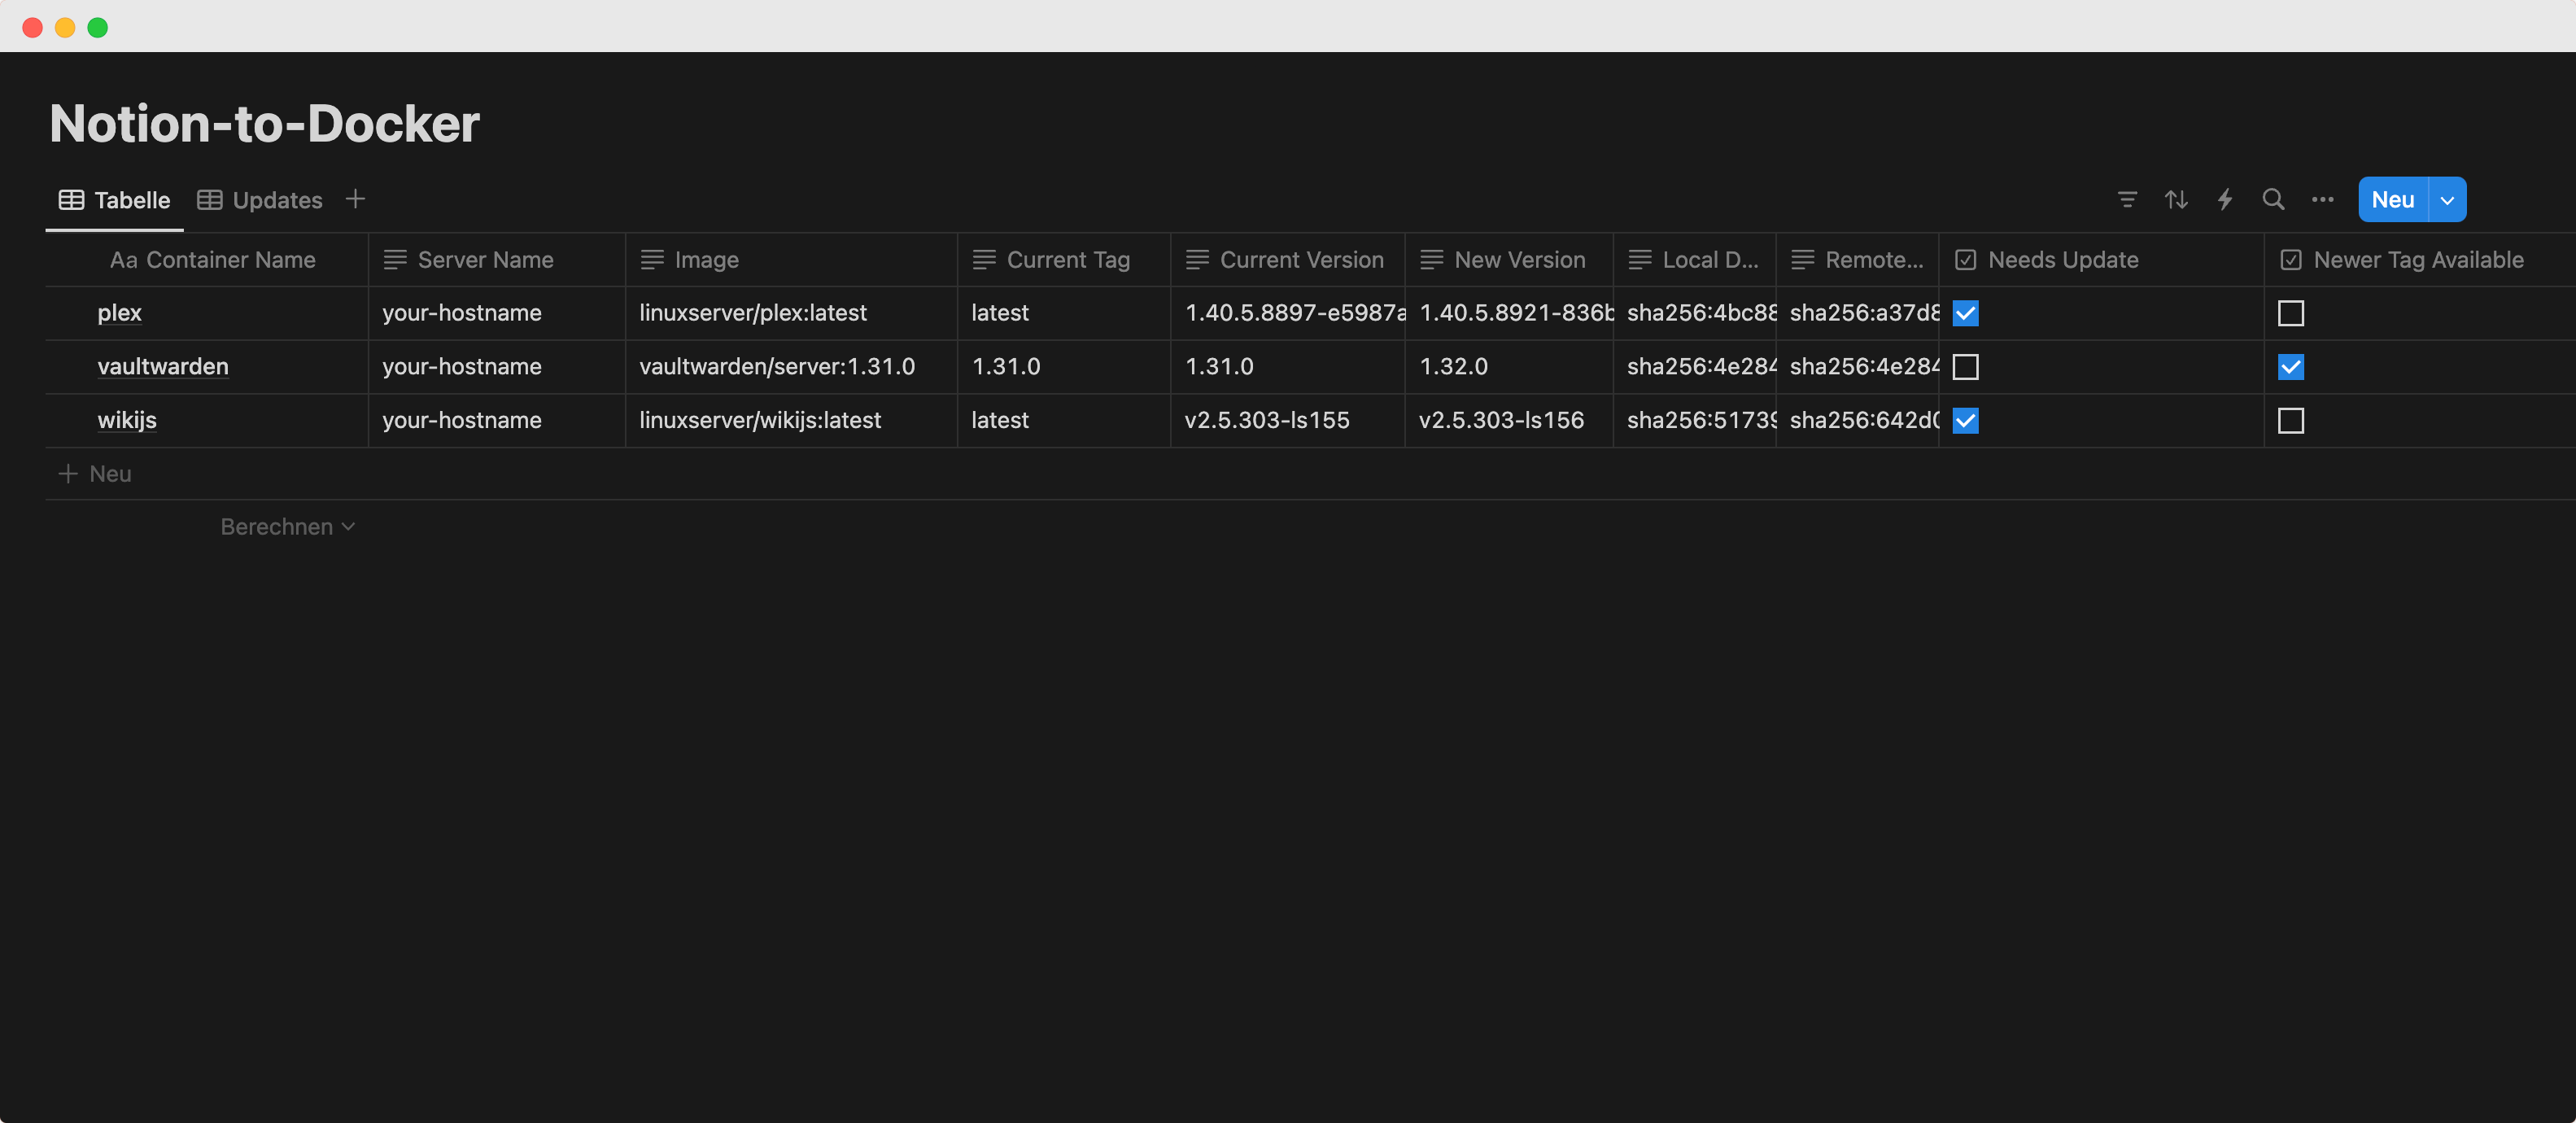 Notion-to-Docker
Tabelle Updates Neu
Aa Container Name Server Name Image Current Tag Current Version New Version Local D... Remote... Needs Update Newer Tag Available
plex your-hostname linuxserver/plex:latest latest 1.40.5.8897-e5987a 1.40.5.8921-836b sha256:4bc88 sha256:a37d8
vaultwarden your-hostname vaultwarden/server:1.31.0 1.31.0 1.31.0 1.32.0 sha256:4e284 sha256:4e284
wikijs your-hostname linuxserver/wikijs:latest latest v2.5.303-ls155 v2.5.303-ls156 sha256:51739 sha256:642d0
Neu
Berechnen